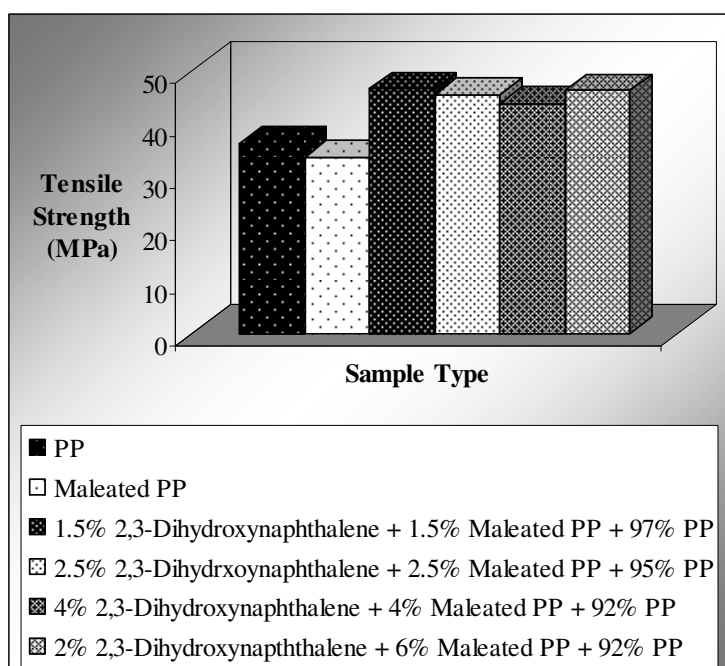 50
40
30
20
10
0
Tensile
Strength
(MPa)
Sample Type
PP
Maleated PP
1.5% 2,3-Dihydroxynaphthalene + 1.5% Maleated PP + 97% PP
2.5% 2,3-Dihydrxoynaphthalene + 2.5% Maleated PP + 95% PP
4% 2,3-Dihydroxynaphthalene + 4% Maleated PP + 92% PP
2% 2,3-Dihydroxynapththalene + 6% Maleated PP + 92% PP